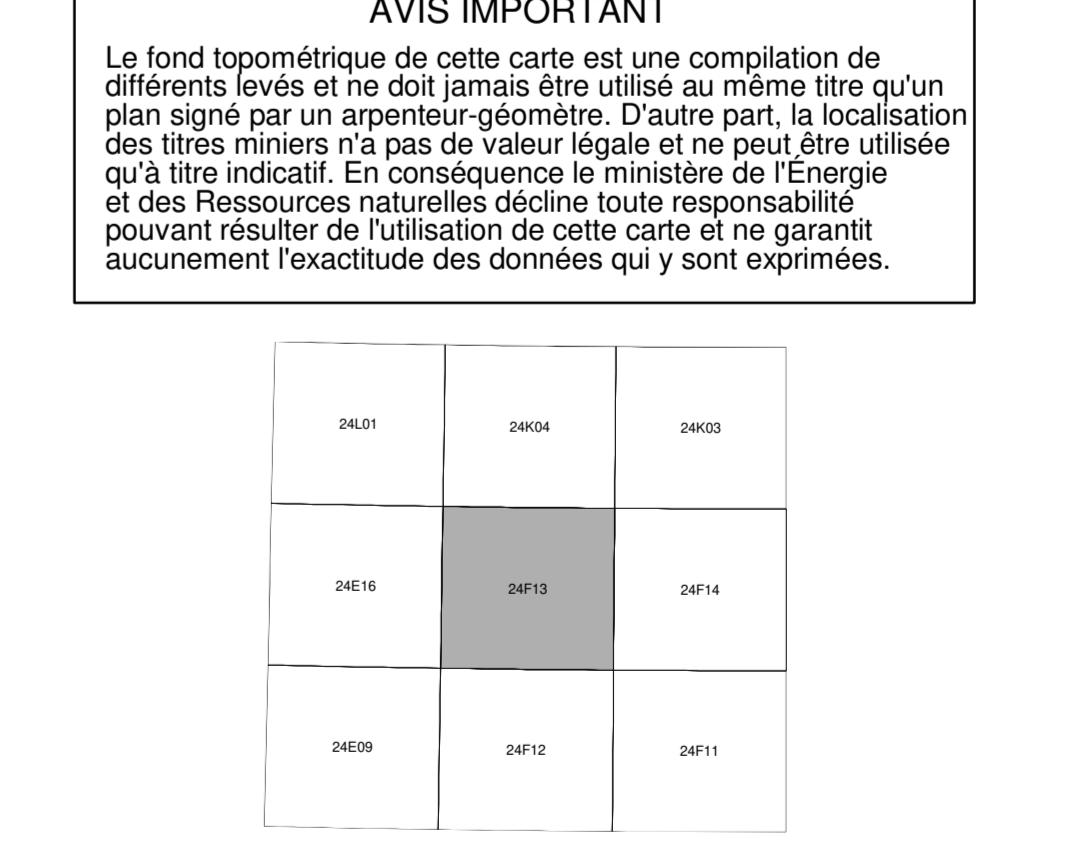 AVIS IMPORTANT
Le fond topométrique de cette carte est une compilation de
différents levés et ne doit jamais être utilisé au même titre qu'un
plan signé par un arpenteur-géomètre. D'autre part, la localisation
des titres miniers n'a pas de valeur légale et ne peut être utilisée
qu'à titre indicatif. En conséquence le ministère de l'Énergie
et des Ressources naturelles décline toute responsabilité
pouvant résulter de l'utilisation de cette carte et ne garantit
aucunement l'exactitude des données qui y sont exprimées.
24L01 24K04 24K03
24E16 24F13 24F14
24E09 24F12 24F11